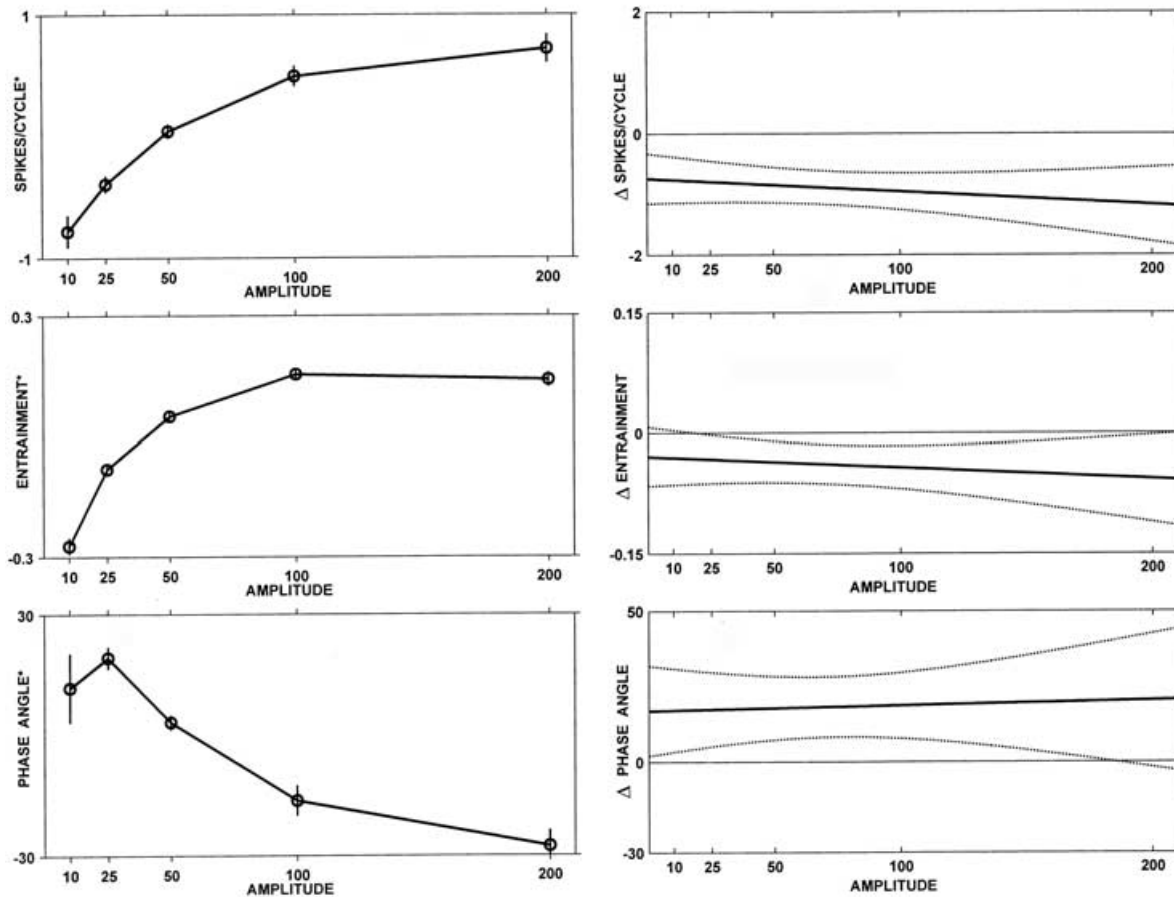 1
SPIKES/CYCLE*
-1
10 25 50 100 200
AMPLITUDE
2
Δ SPIKES/CYCLE
0
-2
10 25 50 100 200
AMPLITUDE
0.3
ENTRAINMENT*
-0.3
10 25 50 100 200
AMPLITUDE
0.15
Δ ENTRAINMENT
0
-0.15
10 25 50 100 200
AMPLITUDE
30
PHASE ANGLE*
-30
10 25 50 100 200
AMPLITUDE
50
Δ PHASE ANGLE
0
-30
10 25 50 100 200
AMPLITUDE